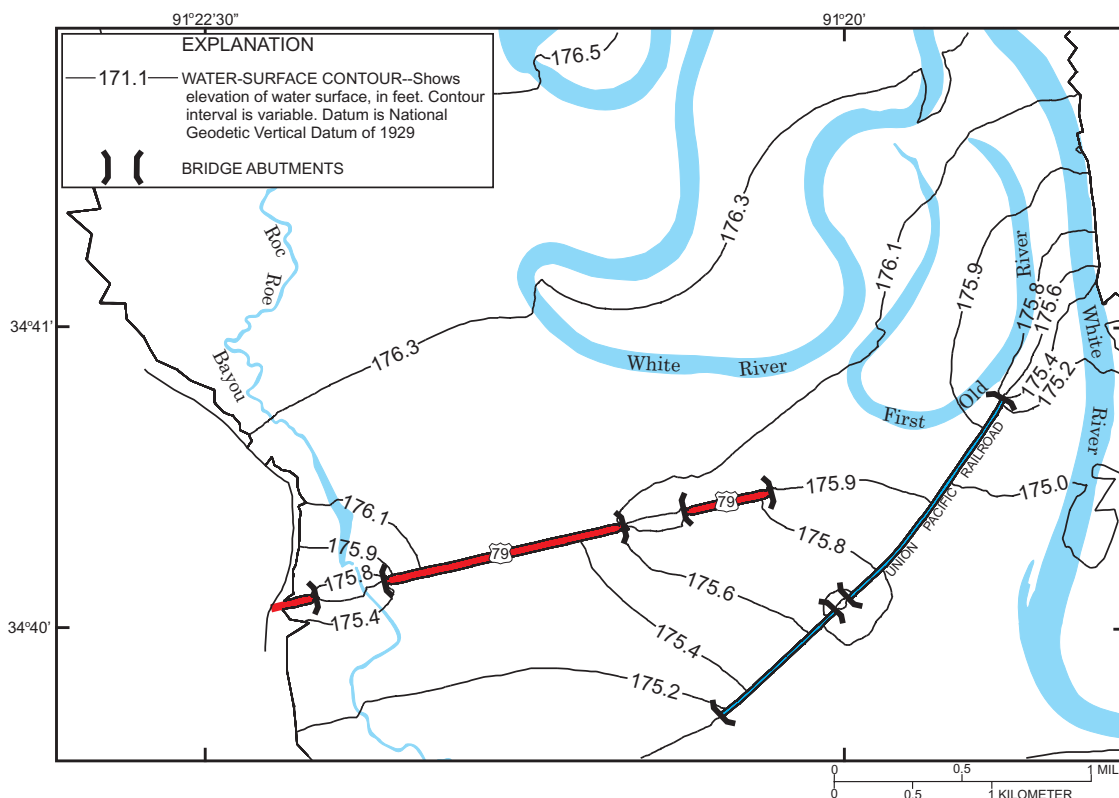 91°22'30"
91°20'
EXPLANATION
171.1
WATER-SURFACE CONTOUR--Shows
elevation of water surface, in feet. Contour
interval is variable. Datum is National
Geodetic Vertical Datum of 1929
BRIDGE ABUTMENTS
176.5
176.3
176.1
175.9
Roc
Roe
Bayou
River
175.8
175.6
175.4
175.2
White
River
34°41'
176.3
White River
First Old
UNION PACIFIC RAILROAD
176.1
175.9
175.8
175.4
79
79
175.9
175.0
175.8
175.6
175.4
175.2
34°40'
0 0.5 1 MIL
0 0.5 1 KILOMETER